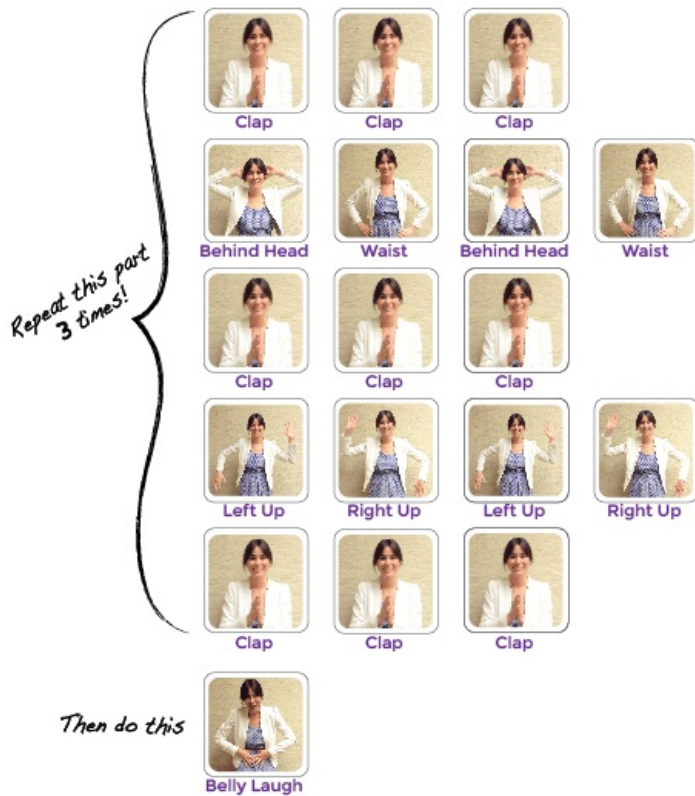 Clap Clap Clap
Behind Head Waist Behind Head Waist
Repeat this part
3 times!
Clap Clap Clap
Left Up Right Up Left Up Right Up
Clap Clap Clap
Then do this
Belly Laugh